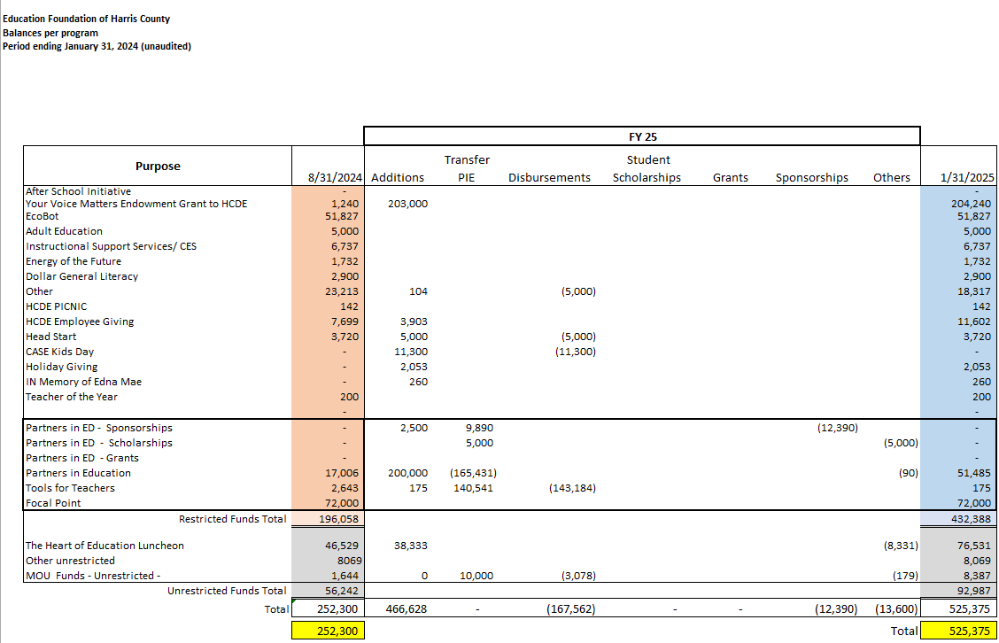 Education Foundation of Harris County
Balances per program
Period ending January 31, 2024 (unaudited)
FY 25
Purpose 8/31/2024 Additions Transfer PIE Disbursements Student Scholarships Grants Sponsorships Others 1/31/2025
After School Initiative - -
Your Voice Matters Endowment Grant to HCDE 1,240 203,000 204,240
EcoBot 51,827 51,827
Adult Education 5,000 5,000
Instructional Support Services/ CES 6,737 6,737
Energy of the Future 1,732 1,732
Dollar General Literacy 2,900 2,900
Other 23,213 104 (5,000) 18,317
HCDE PICNIC 142 142
HCDE Employee Giving 7,699 3,903 11,602
Head Start 3,720 5,000 (5,000) 3,720
CASE Kids Day - 11,300 (11,300) -
Holiday Giving - 2,053 2,053
IN Memory of Edna Mae - 260 260
Teacher of the Year 200 200
- -
Partners in ED - Sponsorships - 2,500 9,890 (12,390) -
Partners in ED - Scholarships - 5,000 (5,000) -
Partners in ED - Grants - -
Partners in Education 17,006 200,000 (165,431) (90) 51,485
Tools for Teachers 2,643 175 140,541 (143,184) 175
Focal Point 72,000 72,000
Restricted Funds Total 196,058 432,388
The Heart of Education Luncheon 46,529 38,333 (8,331) 76,531
Other unrestricted 8069 8,069
MOU Funds - Unrestricted - 1,644 0 10,000 (3,078) (179) 8,387
Unrestricted Funds Total 56,242 92,987
Total 252,300 466,628 - (167,562) - - (12,390) (13,600) 525,375
252,300 Total 525,375